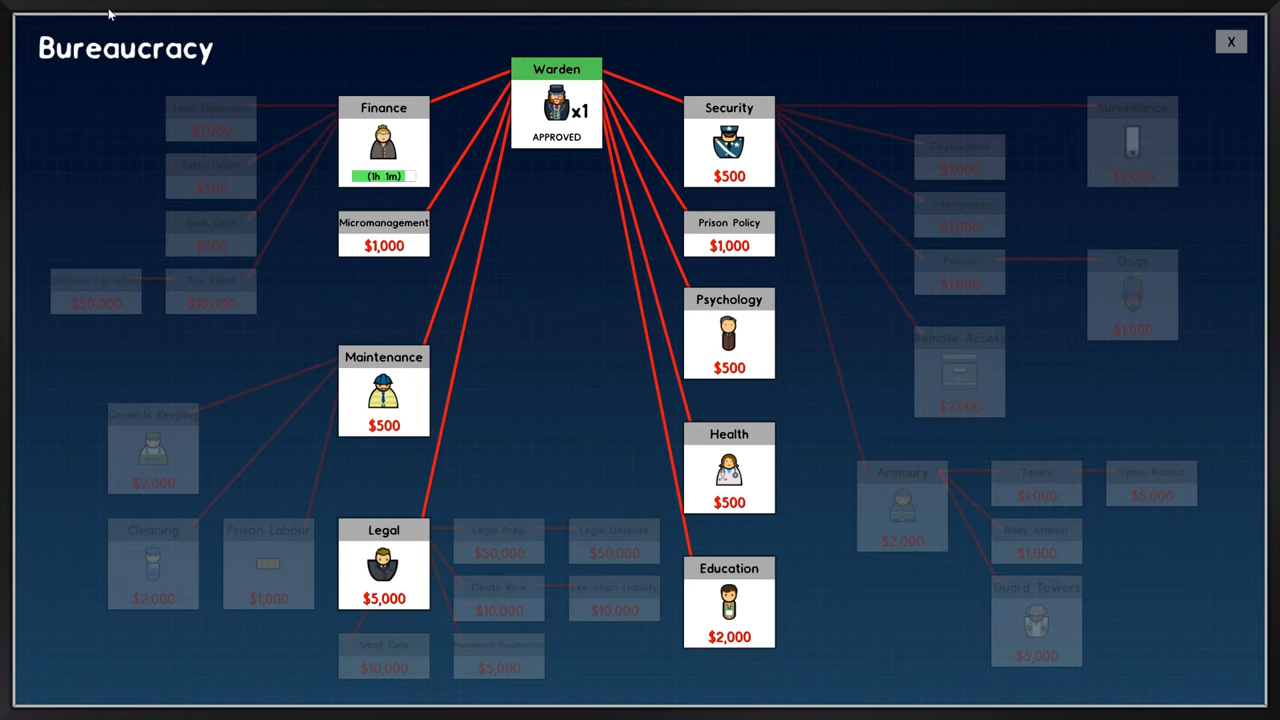 Bureaucracy
X
Warden
x1
APPROVED
Finance
(1h 1m)
Micromanagement
$1,000
Maintenance
$500
Legal
$5,000
Security
$500
Prison Policy
$1,000
Psychology
$500
Health
$500
Education
$2,000
Land Expansion
$1,000
Extra Grant
$500
Bank Loan
$500
Tax Relief
$10,000
$50,000
Grounds Keeping
$2,000
Cleaning
$2,000
Prison Labour
$1,000
Legal Prep
$50,000
Legal Defense
$50,000
Death Row
$10,000
Execution Liability
$10,000
Small Cells
$10,000
Permanent Punishments
$5,000
Surveillance
Deployment
$1,000
Intelligence
$1,000
Patrols
$1,000
Dogs
$1,000
Remote Access
$2,000
Armoury
$2,000
Tazers
$1,000
Tazer Rollout
$5,000
Body Armour
$1,000
Guard Towers
$5,000